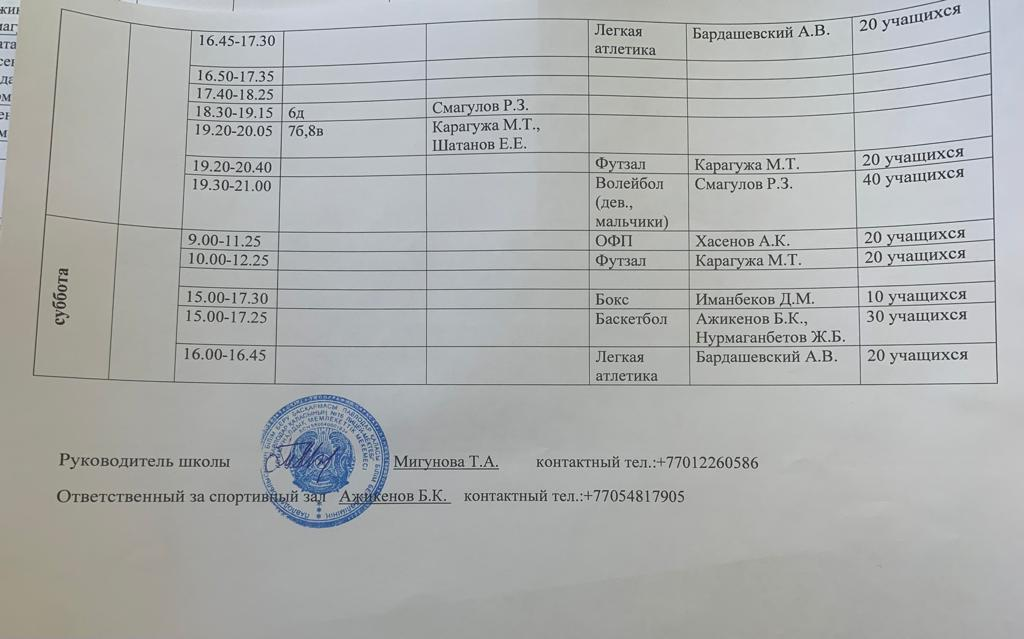 16.45-17.30 Легкая атлетика Бардашевский А.В. 20 учащихся
16.50-17.35
17.40-18.25
18.30-19.15 6д Смагулов Р.З.
19.20-20.05 7б,8в Карагужа М.Т., Шатанов Е.Е.
19.20-20.40 Футзал Карагужа М.Т. 20 учащихся
19.30-21.00 Волейбол (дев., мальчики) Смагулов Р.З. 40 учащихся
суббота
9.00-11.25 ОФП Хасенов А.К. 20 учащихся
10.00-12.25 Футзал Карагужа М.Т. 20 учащихся
15.00-17.30 Бокс Иманбеков Д.М. 10 учащихся
15.00-17.25 Баскетбол Ажикенов Б.К., Нурмаганбетов Ж.Б. 30 учащихся
16.00-16.45 Легкая атлетика Бардашевский А.В. 20 учащихся
Руководитель школы Мигунова Т.А. контактный тел.:+77012260586
Ответственный за спортивный зал Ажикенов Б.К. контактный тел.:+77054817905